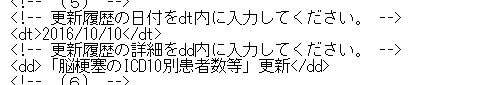 <!-- （５） -->
<!-- 更新履歴の日付をdt内に入力してください。 -->
<dt>2016/10/10</dt>
<!-- 更新履歴の詳細をdd内に入力してください。 -->
<dd>「脳梗塞のICD10別患者数等」更新</dd>
<!-- （６） -->